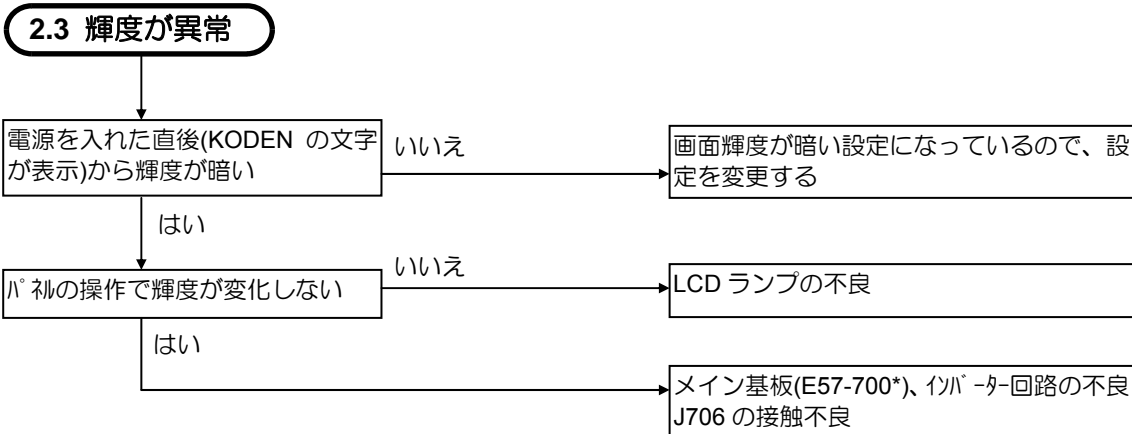 2.3 輝度が異常
電源を入れた直後(KODEN の文字
が表示)から輝度が暗い
いいえ
画面輝度が暗い設定になっているので、設
定を変更する
はい
ﾊﾟﾈﾙの操作で輝度が変化しない
いいえ
LCD ランプの不良
はい
メイン基板(E57-700*)、ｲﾝﾊﾞｰﾀｰ回路の不良
J706 の接触不良